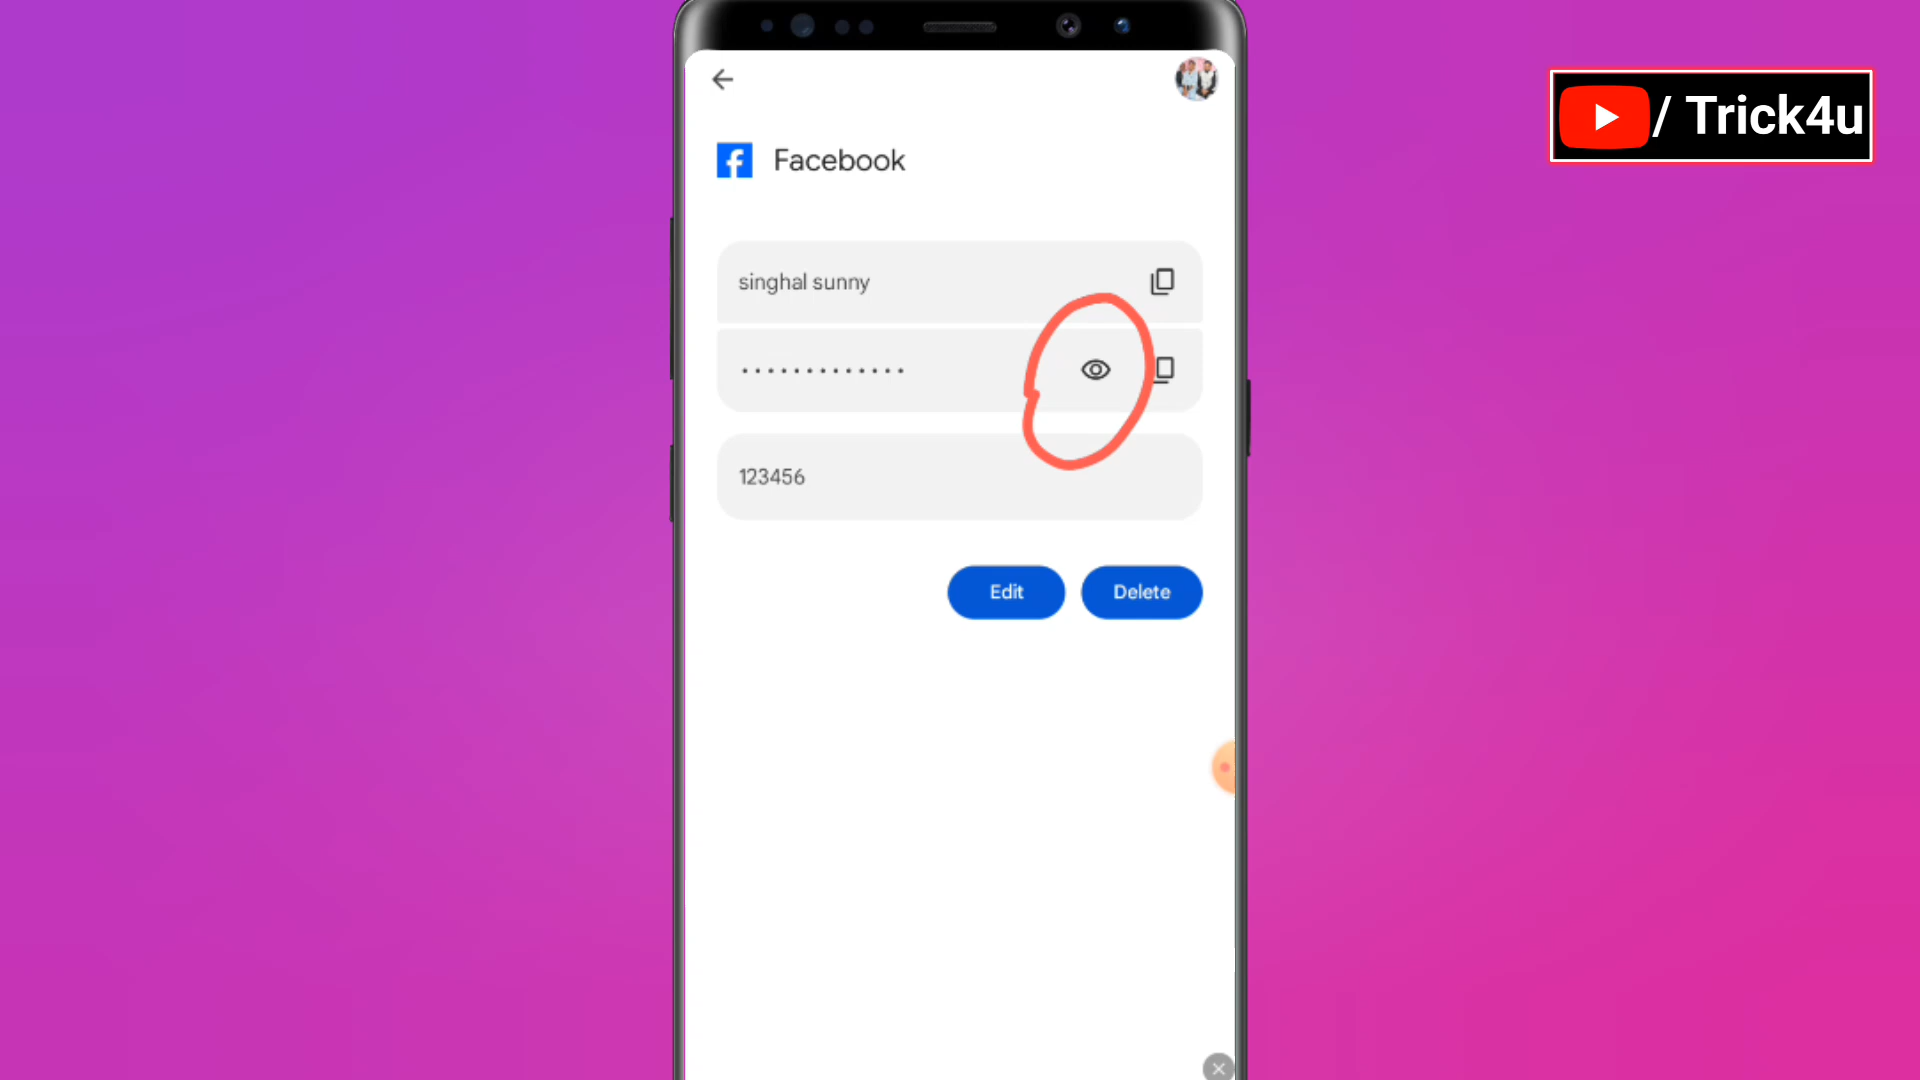 / Trick4u
Facebook
singhal sunny
•••••••••••••
123456
Edit
Delete